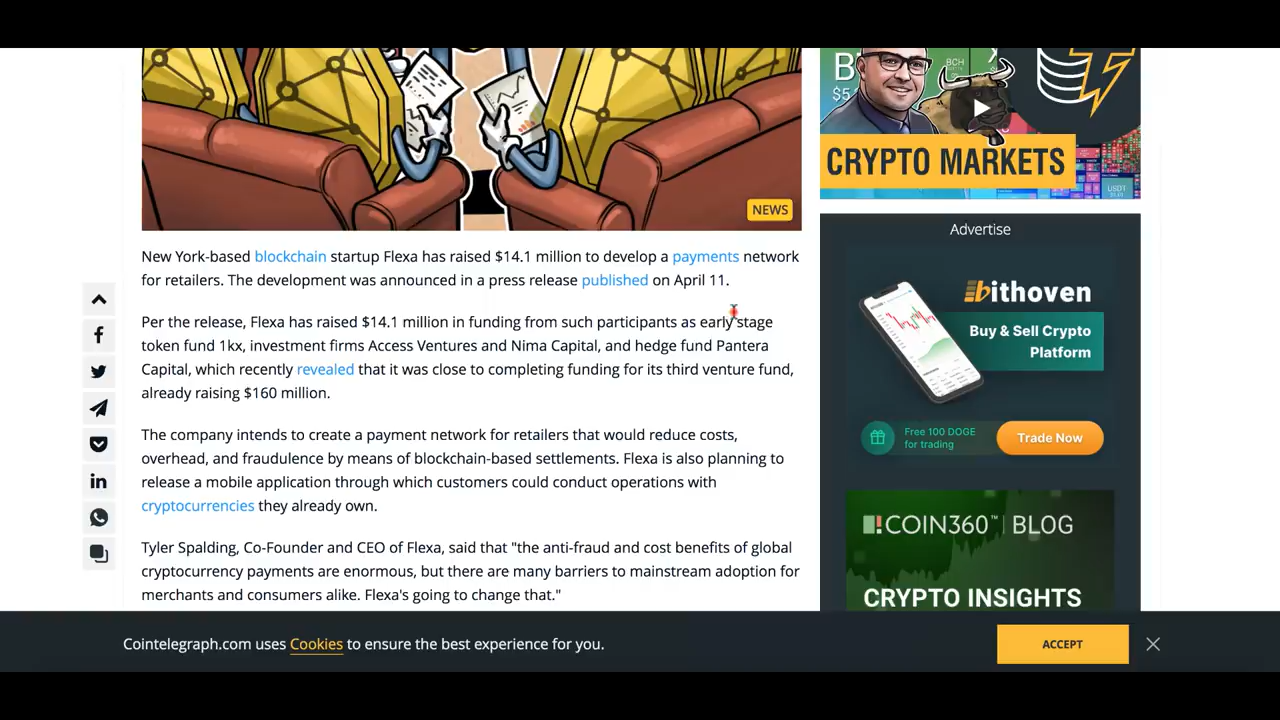 B
$5.
BCH
CRYPTO MARKETS
USDT
NEWS
Advertise
New York-based blockchain startup Flexa has raised $14.1 million to develop a payments network
for retailers. The development was announced in a press release published on April 11.
Per the release, Flexa has raised $14.1 million in funding from such participants as early stage
token fund 1kx, investment firms Access Ventures and Nima Capital, and hedge fund Pantera
Capital, which recently revealed that it was close to completing funding for its third venture fund,
already raising $160 million.
The company intends to create a payment network for retailers that would reduce costs,
overhead, and fraudulence by means of blockchain-based settlements. Flexa is also planning to
release a mobile application through which customers could conduct operations with
cryptocurrencies they already own.
Tyler Spalding, Co-Founder and CEO of Flexa, said that "the anti-fraud and cost benefits of global
cryptocurrency payments are enormous, but there are many barriers to mainstream adoption for
merchants and consumers alike. Flexa's going to change that."
bithoven
Buy & Sell Crypto
Platform
Free 100 DOGE
for trading
Trade Now
COIN360™ | BLOG
CRYPTO INSIGHTS
Cointelegraph.com uses Cookies to ensure the best experience for you.
ACCEPT